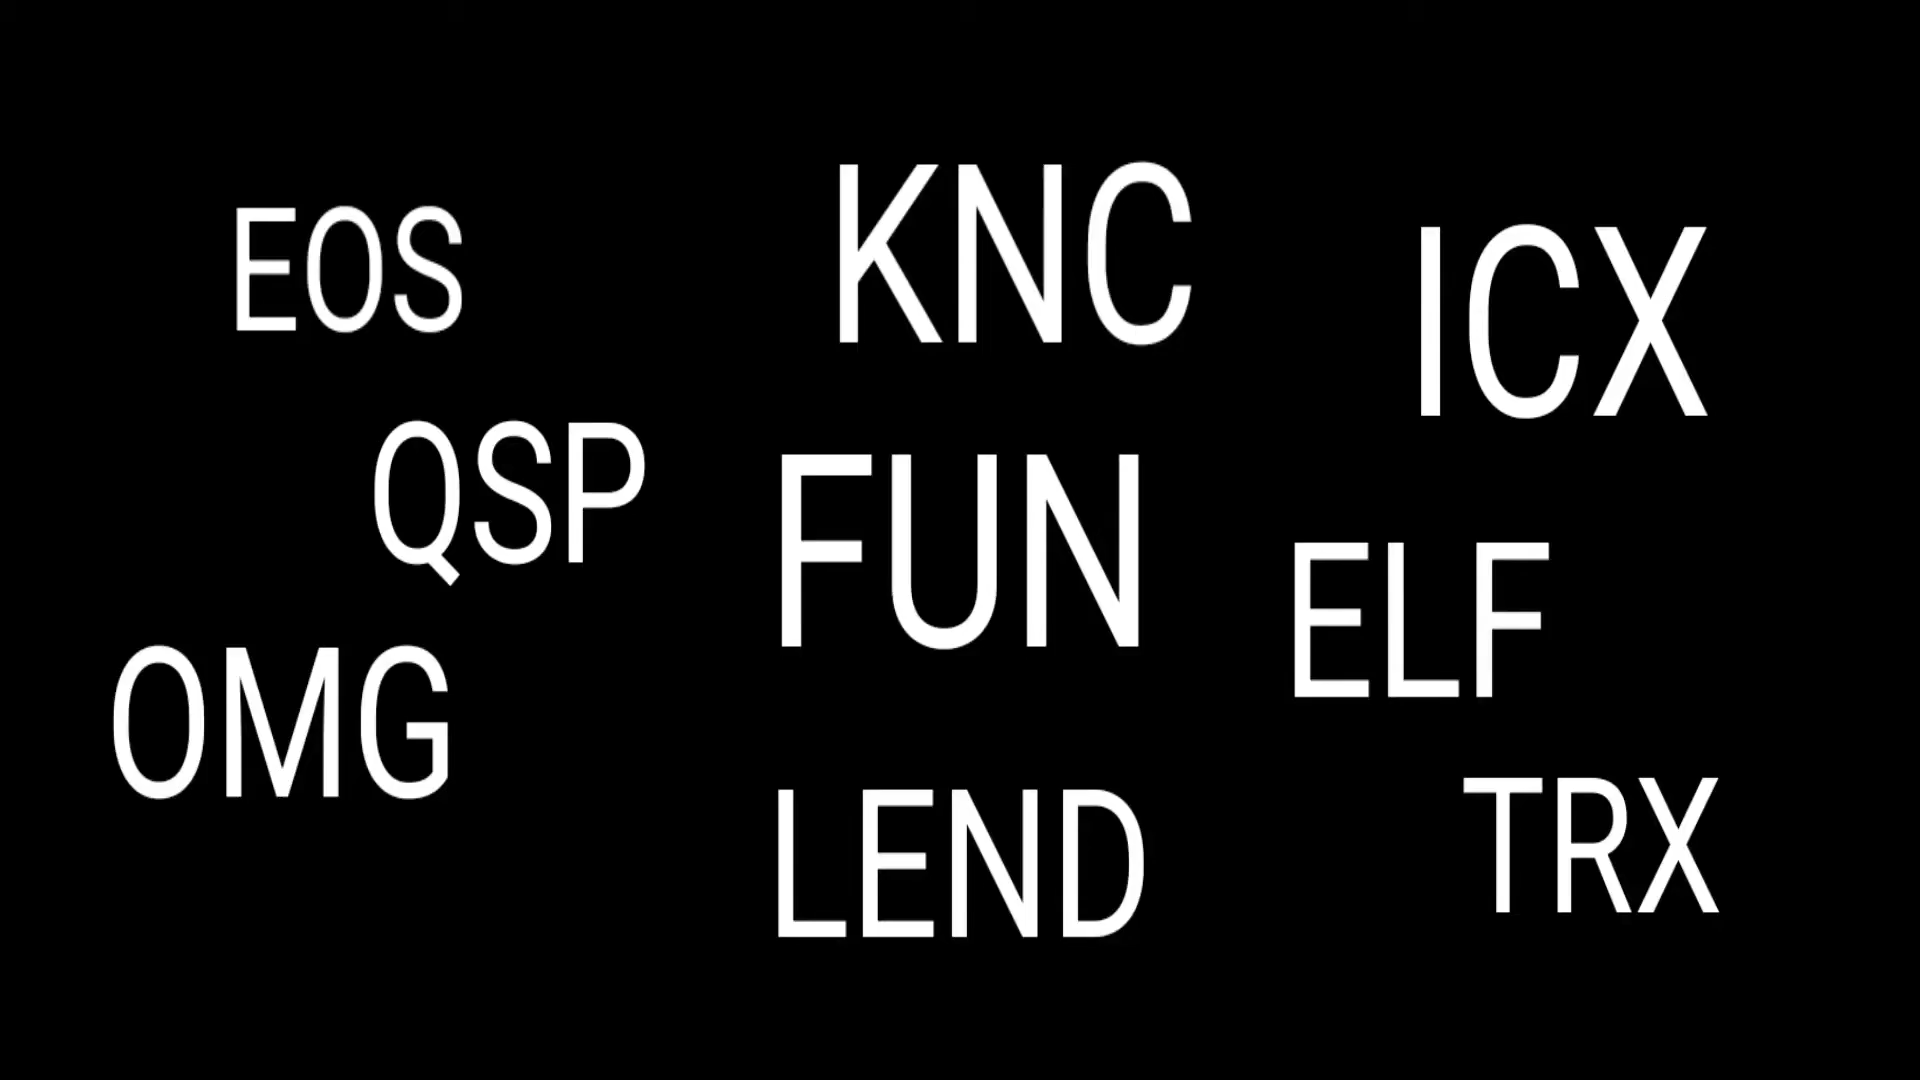 EOS
KNC
ICX
QSP
FUN
ELF
OMG
LEND
TRX